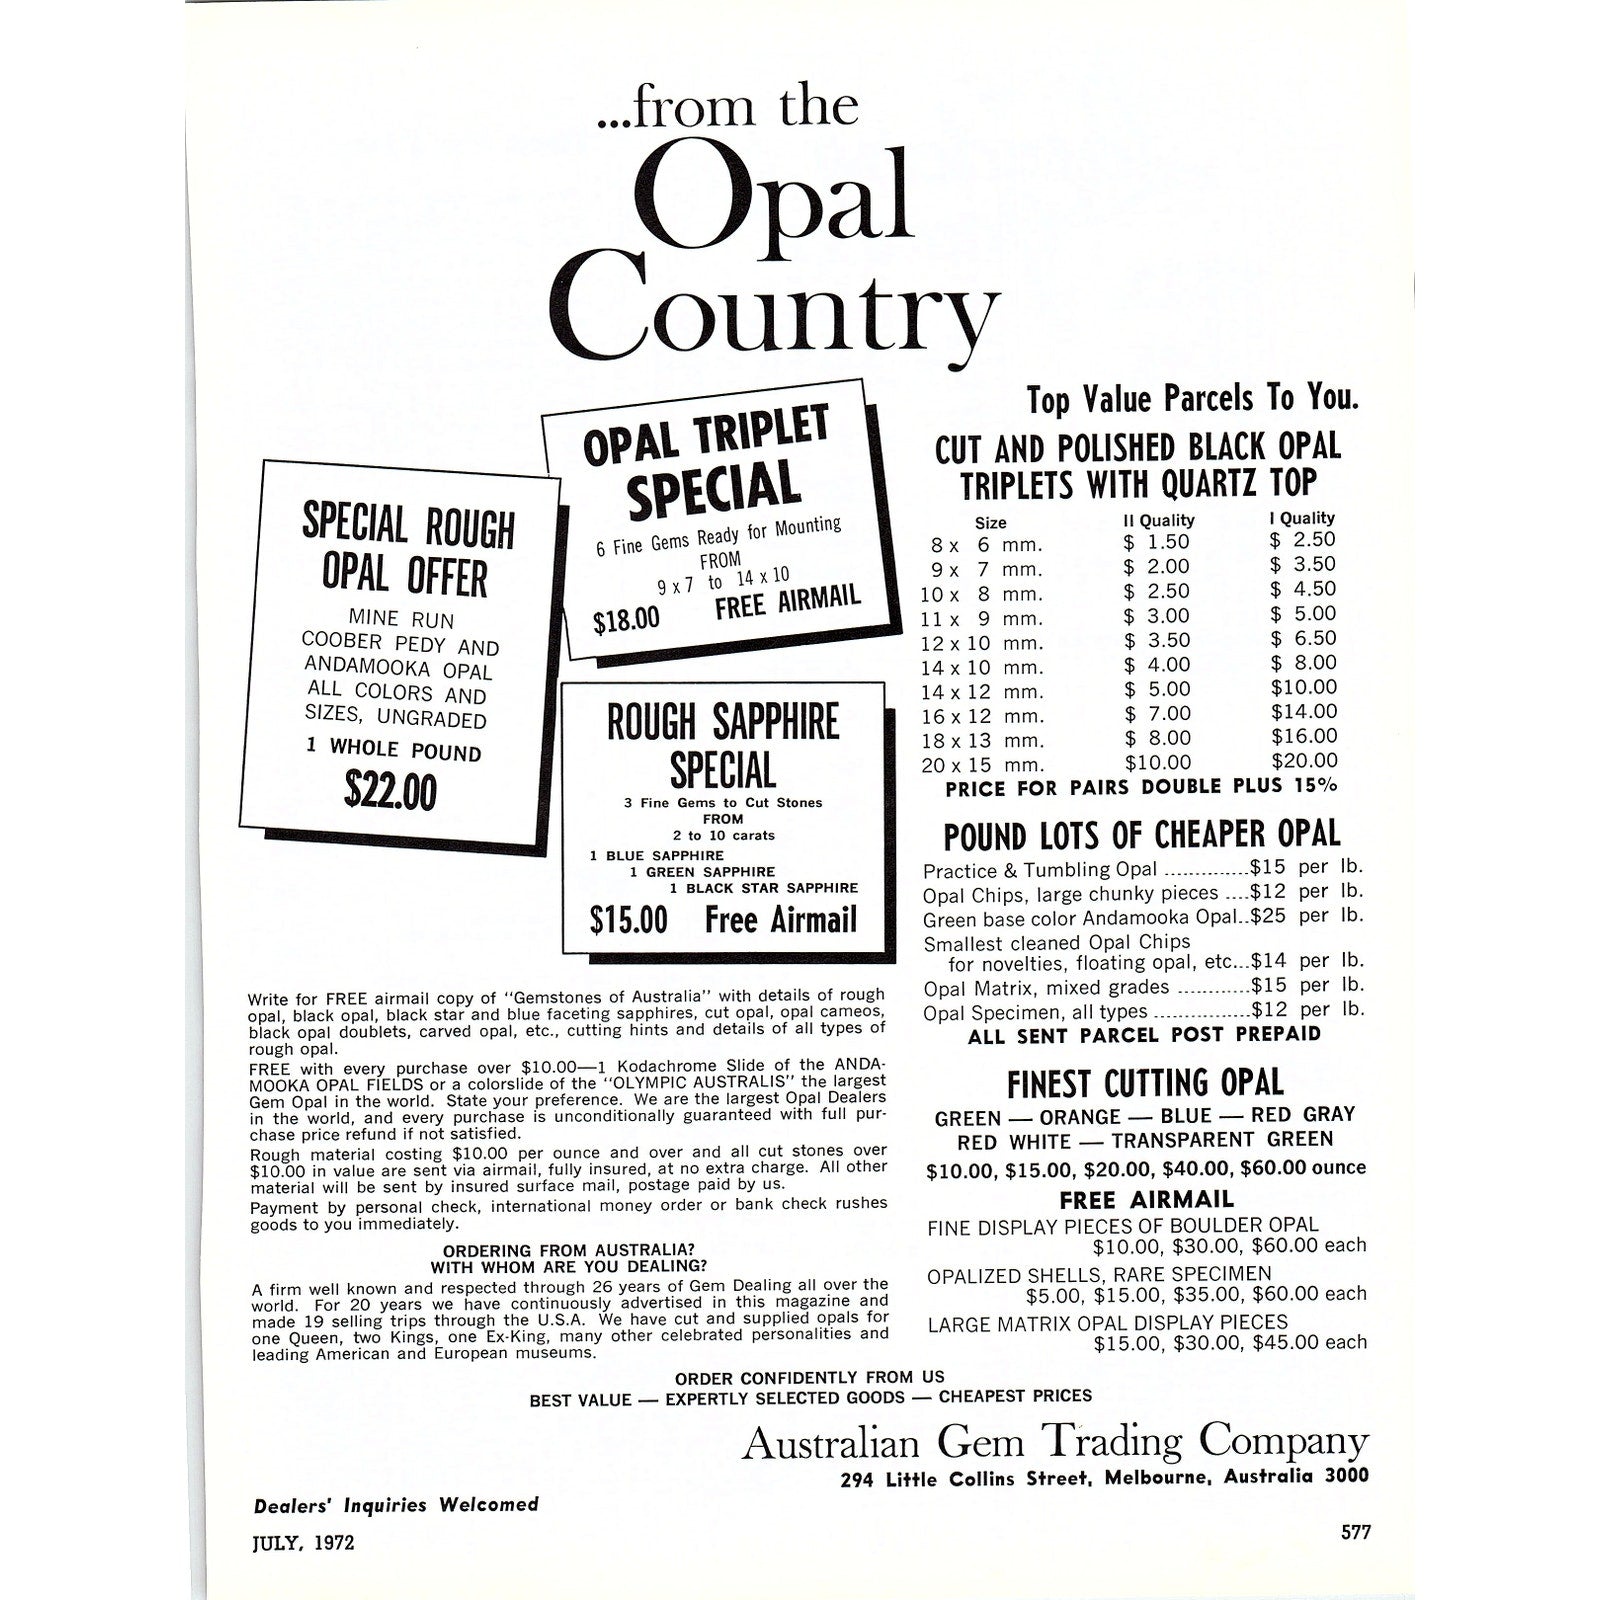 ...from the
Opal
Country
SPECIAL ROUGH
OPAL OFFER
MINE RUN
COOBER PEDY AND
ANDAMOOKA OPAL
ALL COLORS AND
SIZES, UNGRADED
1 WHOLE POUND
$22.00
OPAL TRIPLET
SPECIAL
6 Fine Gems Ready for Mounting
FROM
9 x 7 to 14 x 10
$18.00 FREE AIRMAIL
ROUGH SAPPHIRE
SPECIAL
3 Fine Gems to Cut Stones
FROM
2 to 10 carats
1 BLUE SAPPHIRE
1 GREEN SAPPHIRE
1 BLACK STAR SAPPHIRE
$15.00 Free Airmail
Write for FREE airmail copy of "Gemstones of Australia" with details of rough
opal, black opal, black star and blue faceting sapphires, cut opal, opal cameos,
black opal doublets, carved opal, etc., cutting hints and details of all types of
rough opal.
FREE with every purchase over $10.00—1 Kodachrome Slide of the ANDA-
MOOKA OPAL FIELDS or a colorslide of the "OLYMPIC AUSTRALIS" the largest
Gem Opal in the world. State your preference. We are the largest Opal Dealers
in the world, and every purchase is unconditionally guaranteed with full pur-
chase price refund if not satisfied.
Rough material costing $10.00 per ounce and over and all cut stones over
$10.00 in value are sent via airmail, fully insured, at no extra charge. All other
material will be sent by insured surface mail, postage paid by us.
Payment by personal check, international money order or bank check rushes
goods to you immediately.
ORDERING FROM AUSTRALIA?
WITH WHOM ARE YOU DEALING?
A firm well known and respected through 26 years of Gem Dealing all over the
world. For 20 years we have continuously advertised in this magazine and
made 19 selling trips through the U.S.A. We have cut and supplied opals for
one Queen, two Kings, one Ex-King, many other celebrated personalities and
leading American and European museums.
Top Value Parcels To You.
CUT AND POLISHED BLACK OPAL
TRIPLETS WITH QUARTZ TOP
Size II Quality I Quality
8 x 6 mm. $ 1.50 $ 2.50
9 x 7 mm. $ 2.00 $ 3.50
10 x 8 mm. $ 2.50 $ 4.50
11 x 9 mm. $ 3.00 $ 5.00
12 x 10 mm. $ 3.50 $ 6.50
14 x 10 mm. $ 4.00 $ 8.00
14 x 12 mm. $ 5.00 $10.00
16 x 12 mm. $ 7.00 $14.00
18 x 13 mm. $ 8.00 $16.00
20 x 15 mm. $10.00 $20.00
PRICE FOR PAIRS DOUBLE PLUS 15%
POUND LOTS OF CHEAPER OPAL
Practice & Tumbling Opal ..............$15 per lb.
Opal Chips, large chunky pieces ....$12 per lb.
Green base color Andamooka Opal..$25 per lb.
Smallest cleaned Opal Chips
for novelties, floating opal, etc...$14 per lb.
Opal Matrix, mixed grades ............$15 per lb.
Opal Specimen, all types ................$12 per lb.
ALL SENT PARCEL POST PREPAID
FINEST CUTTING OPAL
GREEN — ORANGE — BLUE — RED GRAY
RED WHITE — TRANSPARENT GREEN
$10.00, $15.00, $20.00, $40.00, $60.00 ounce
FREE AIRMAIL
FINE DISPLAY PIECES OF BOULDER OPAL
$10.00, $30.00, $60.00 each
OPALIZED SHELLS, RARE SPECIMEN
$5.00, $15.00, $35.00, $60.00 each
LARGE MATRIX OPAL DISPLAY PIECES
$15.00, $30.00, $45.00 each
ORDER CONFIDENTLY FROM US
BEST VALUE — EXPERTLY SELECTED GOODS — CHEAPEST PRICES
Australian Gem Trading Company
294 Little Collins Street, Melbourne, Australia 3000
Dealers' Inquiries Welcomed
JULY, 1972
577